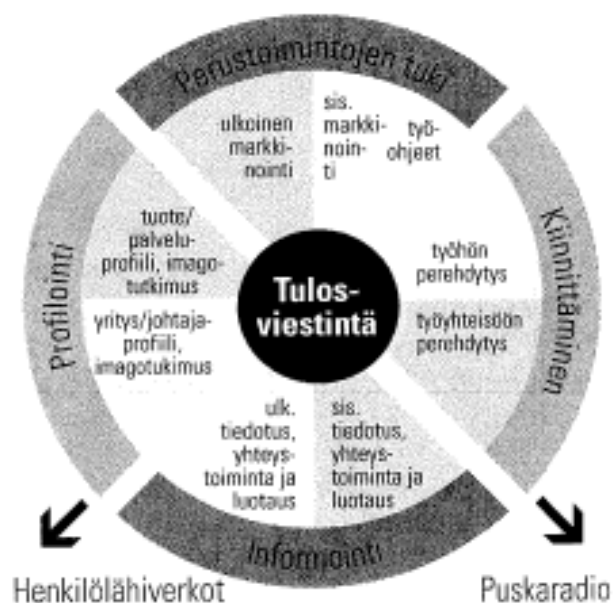 Perustoimintojen tuki
ulkoinen
markki-
nointi
sis.
markki-
noin-
ti
työ-
ohjeet
Kiinnittäminen
työhön
perehdytys
työyhteisöön
perehdytys
tuote/
palvelu-
profiili, imago-
tutkimus
Profilointi
yritys/johtaja-
profiili,
imagotukimus
Tulos-
viestintä
ulk.
tiedotus,
yhteys-
toiminta ja
luotaus
sis.
tiedotus,
yhteys-
toiminta ja
luotaus
Informointi
Henkilölähiverkot
Puskaradio